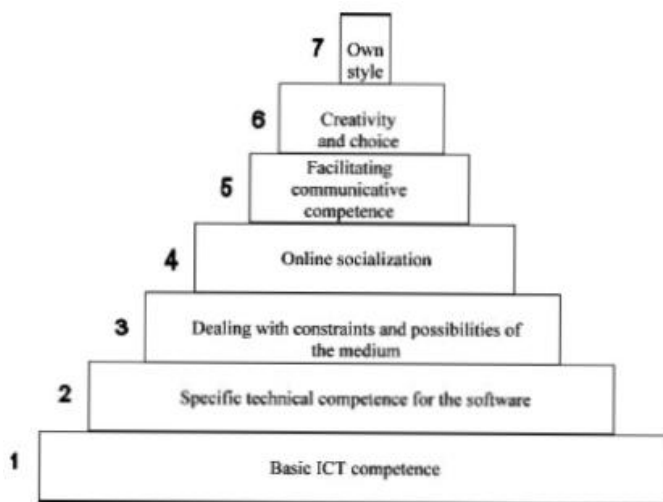 7 Own
style
6 Creativity
and choice
5 Facilitating
communicative
competence
4 Online socialization
3 Dealing with constraints and possibilities of
the medium
2 Specific technical competence for the software
1 Basic ICT competence